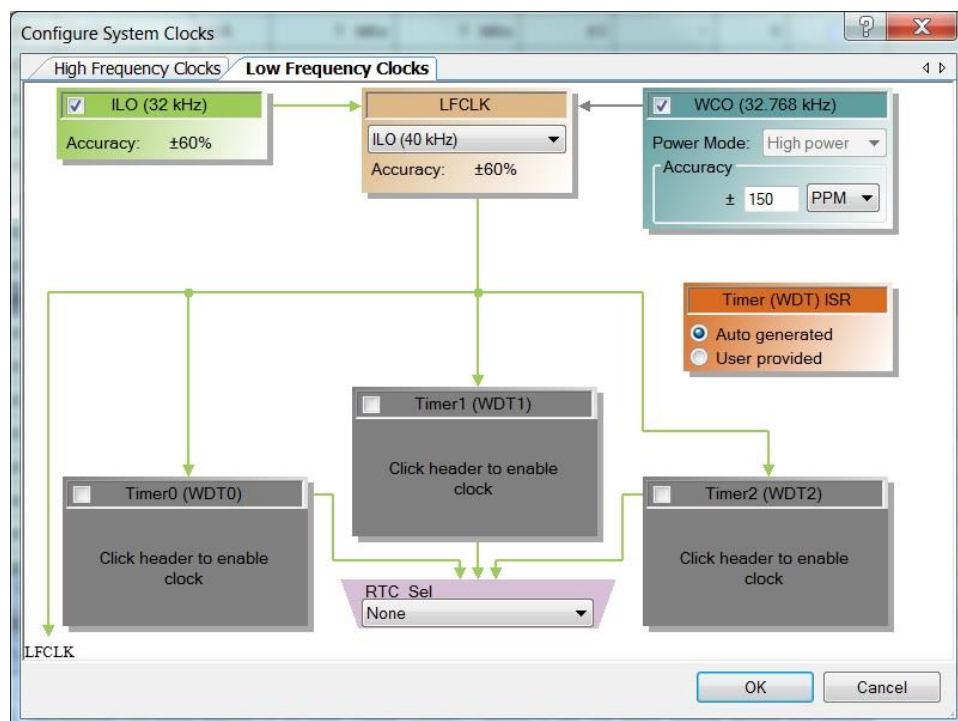 Configure System Clocks
High Frequency Clocks
Low Frequency Clocks
ILO (32 kHz)
Accuracy: ±60%
LFCLK
ILO (40 kHz)
Accuracy: ±60%
WCO (32.768 kHz)
Power Mode: High power
Accuracy
± 150 PPM
Timer (WDT) ISR
Auto generated
User provided
Timer1 (WDT1)
Click header to enable
clock
Timer0 (WDT0)
Click header to enable
clock
Timer2 (WDT2)
Click header to enable
clock
RTC_Sel
None
LFCLK
OK
Cancel